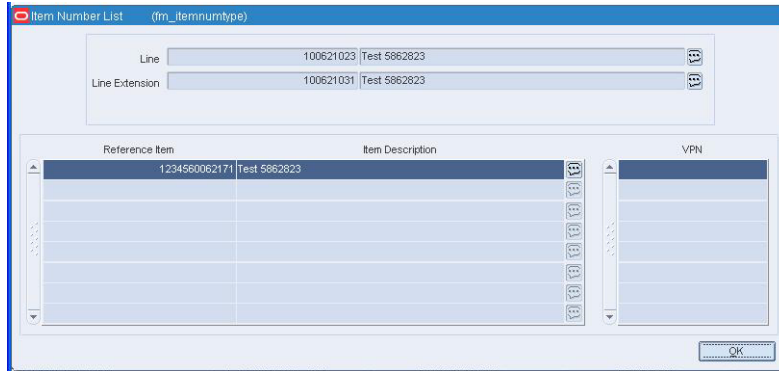 Item Number List (fm_itemnumtype)
Line 100621023 Test 5862823
Line Extension 100621031 Test 5862823
Reference Item Item Description VPN
1234560062171 Test 5862823
OK